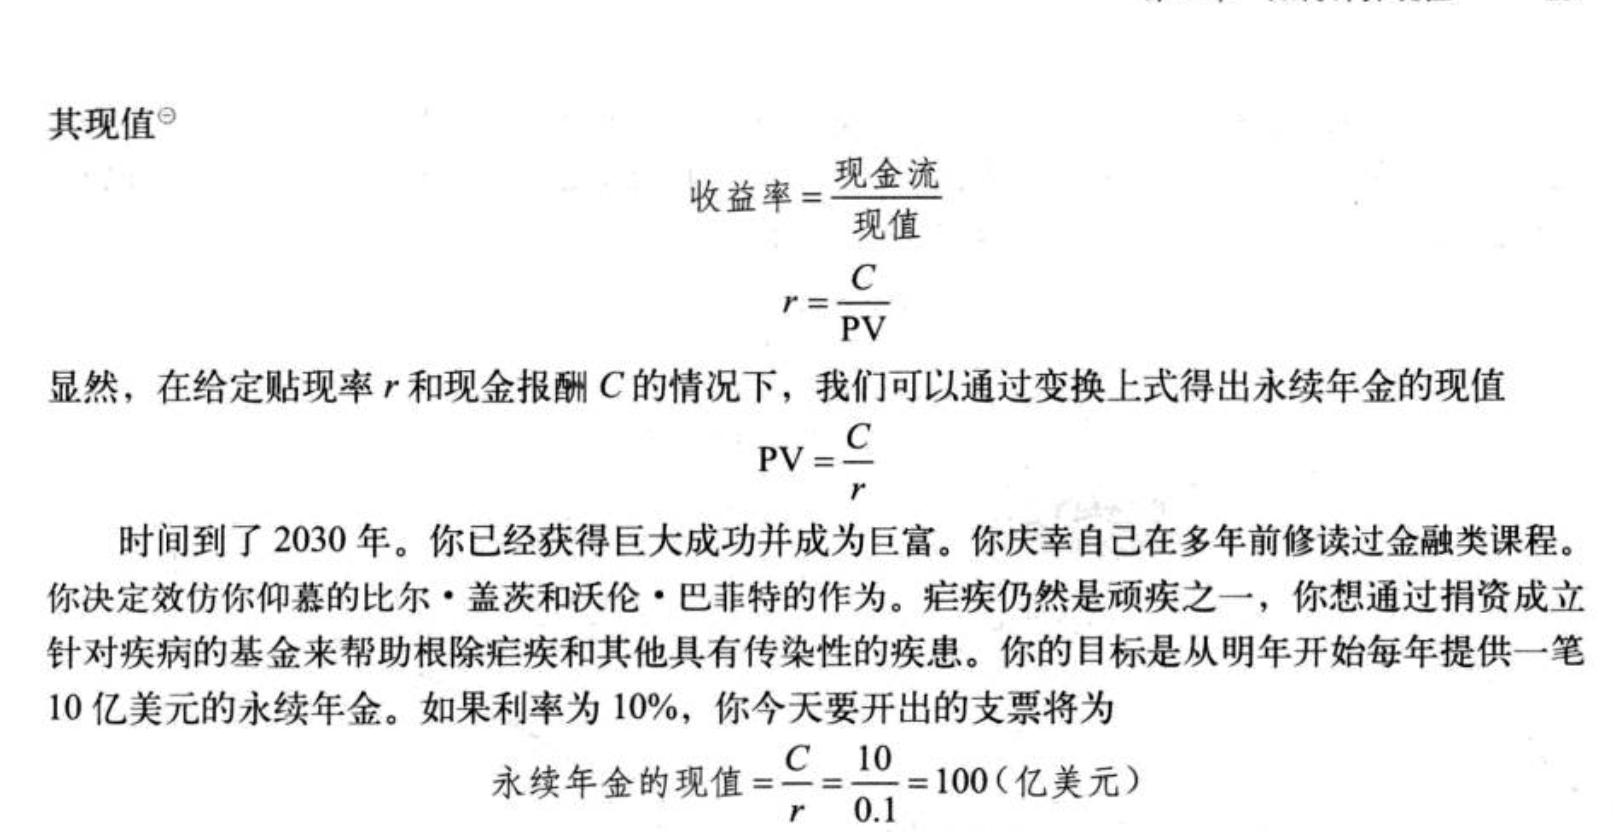 其现值㊀
收益率=现金流/现值
r=C/PV
显然，在给定贴现率 r 和现金报酬 C 的情况下，我们可以通过变换上式得出永续年金的现值
PV=C/r
时间到了 2030 年。你已经获得巨大成功并成为巨富。你庆幸自己在多年前修读过金融类课程。
你决定效仿你仰慕的比尔·盖茨和沃伦·巴菲特的作为。疟疾仍然是顽疾之一，你想通过捐资成立
针对疾病的基金来帮助根除疟疾和其他具有传染性的疾患。你的目标是从明年开始每年提供一笔
10 亿美元的永续年金。如果利率为 10%，你今天要开出的支票将为
永续年金的现值=C/r=10/0.1=100(亿美元)